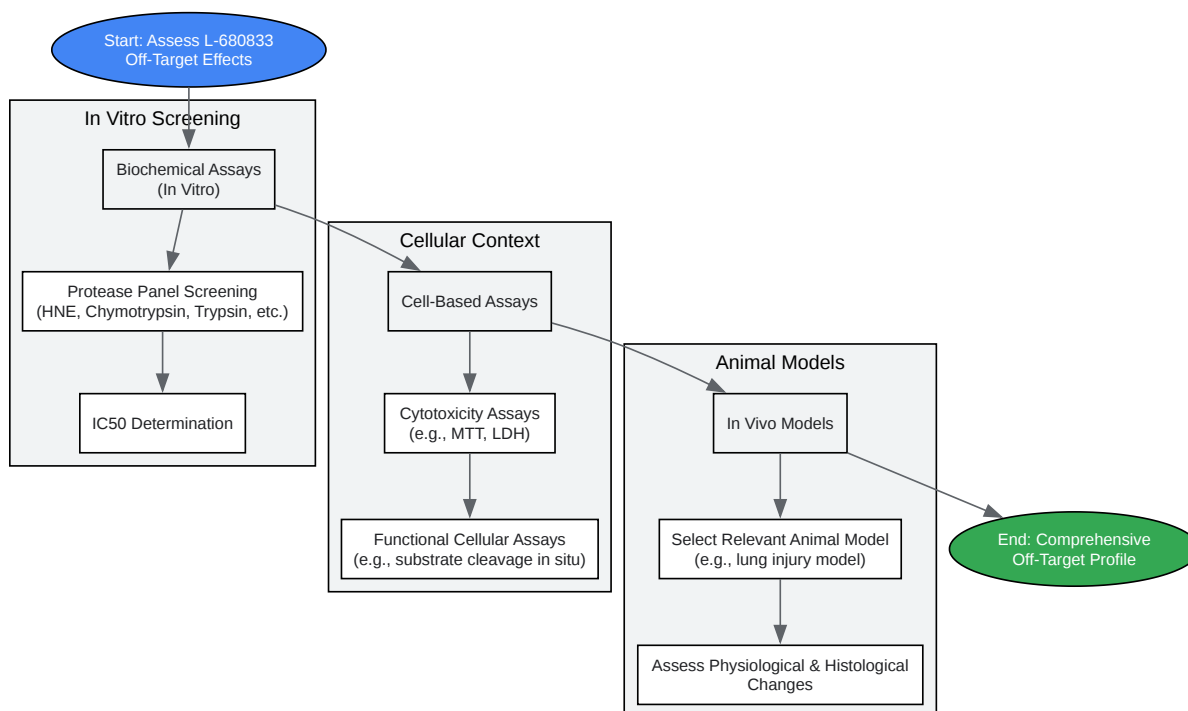 Start: Assess L-680833
Off-Target Effects
In Vitro Screening
Biochemical Assays
(In Vitro)
Protease Panel Screening
(HNE, Chymotrypsin, Trypsin, etc.)
IC50 Determination
Cellular Context
Cell-Based Assays
Cytotoxicity Assays
(e.g., MTT, LDH)
Functional Cellular Assays
(e.g., substrate cleavage in situ)
Animal Models
In Vivo Models
Select Relevant Animal Model
(e.g., lung injury model)
Assess Physiological & Histological
Changes
End: Comprehensive
Off-Target Profile